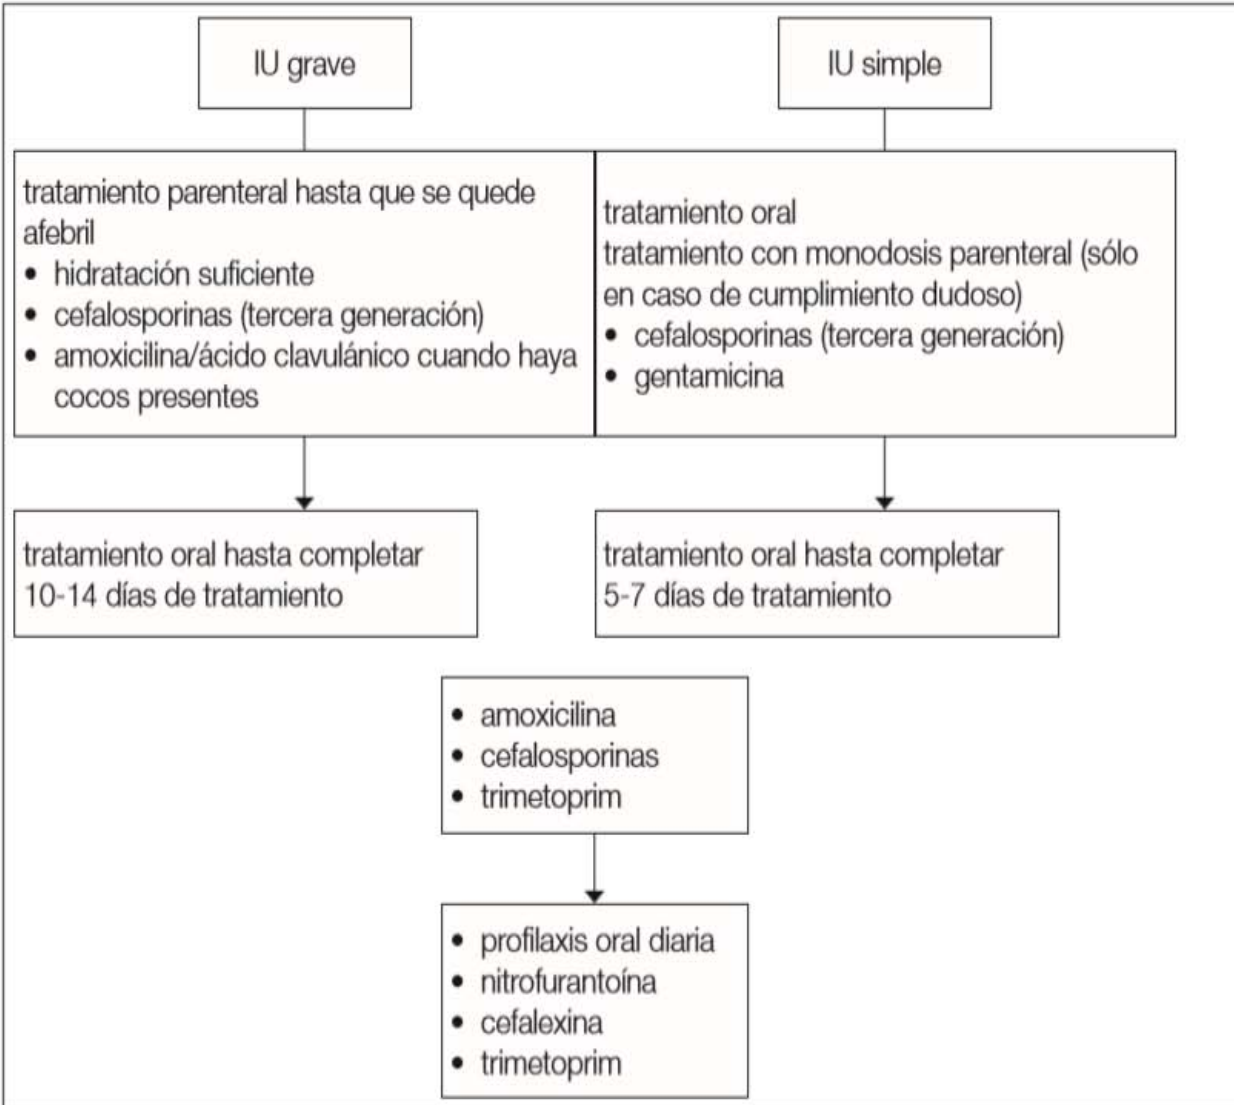 IU grave
tratamiento parenteral hasta que se quede
afebril
• hidratación suficiente
• cefalosporinas (tercera generación)
• amoxicilina/ácido clavulánico cuando haya
cocos presentes
tratamiento oral hasta completar
10-14 días de tratamiento
IU simple
tratamiento oral
tratamiento con monodosis parenteral (sólo
en caso de cumplimiento dudoso)
• cefalosporinas (tercera generación)
• gentamicina
tratamiento oral hasta completar
5-7 días de tratamiento
• amoxicilina
• cefalosporinas
• trimetoprim
• profilaxis oral diaria
• nitrofurantoína
• cefalexina
• trimetoprim